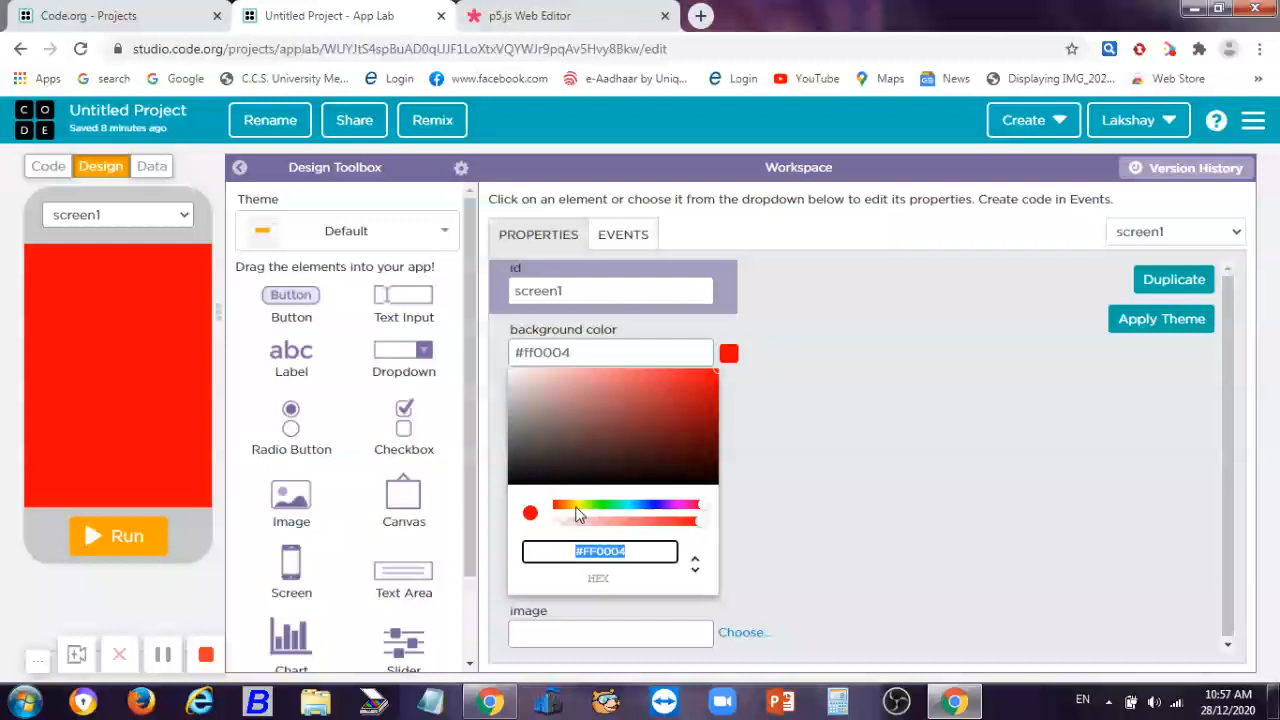 Code.org - Projects
Untitled Project - App Lab
p5.js Web Editor
studio.code.org/projects/applab/WUYJtS4sp8uAD0qUJF1LoXtxVQYWJr9pqAv5Hvy8Bkw/edit
Apps
search
Google
C.C.S. University Me...
Login
www.facebook.com
e-Aadhaar by Uniq...
Login
YouTube
Maps
News
Displaying IMG_202...
Web Store
»
C O
D E
Untitled Project
Saved 8 minutes ago
Rename
Share
Remix
Create
Lakshay
?
Code
Design
Data
Design Toolbox
Workspace
Version History
screen1
Run
Theme
Default
Drag the elements into your app!
Button
Button
Text Input
abc
Label
Dropdown
Radio Button
Checkbox
Image
Canvas
Screen
Text Area
Chart
Slider
Click on an element or choose it from the dropdown below to edit its properties. Create code in Events.
PROPERTIES
EVENTS
screen1
id
screen1
Duplicate
Apply Theme
background color
#ff0004
#FF0004
HEX
image
Choose...
...
B
EN
10:57 AM
28/12/2020